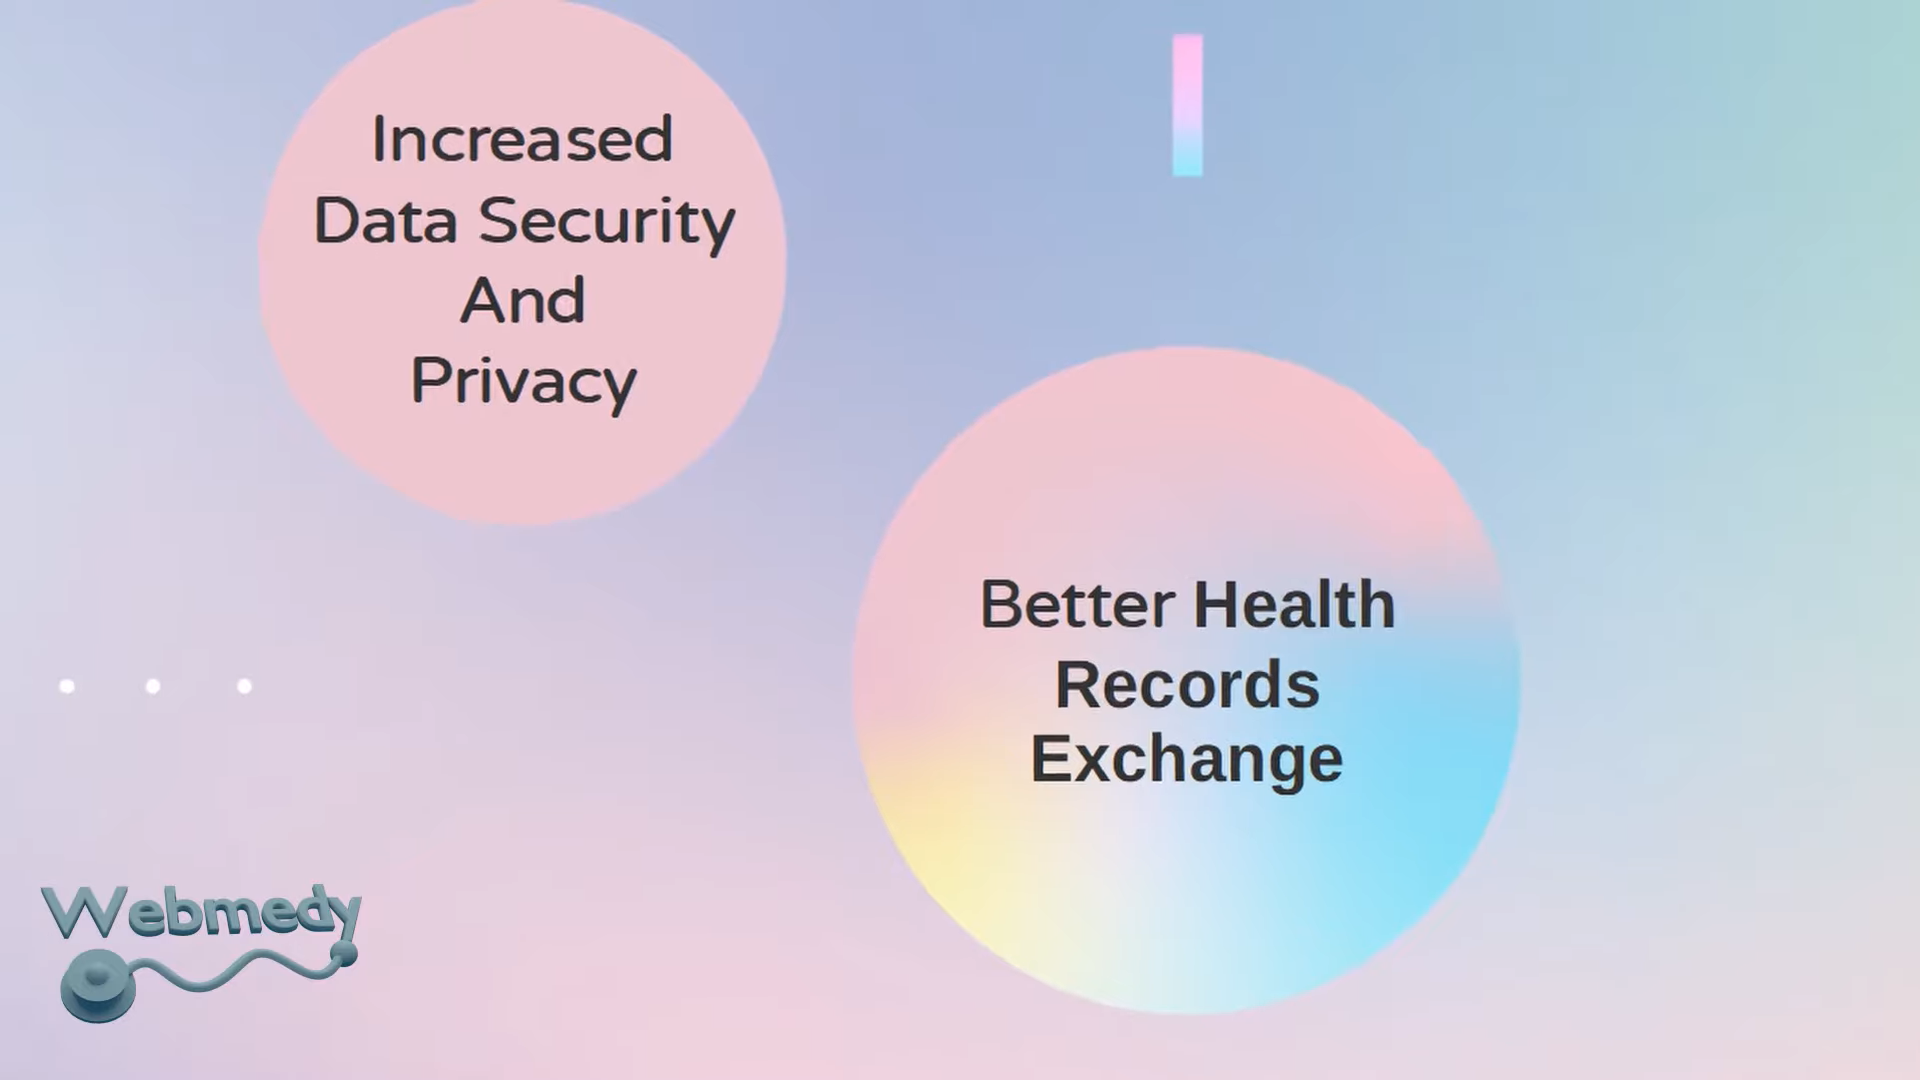 Increased
Data Security
And
Privacy
Better Health
Records
Exchange
Webmedy